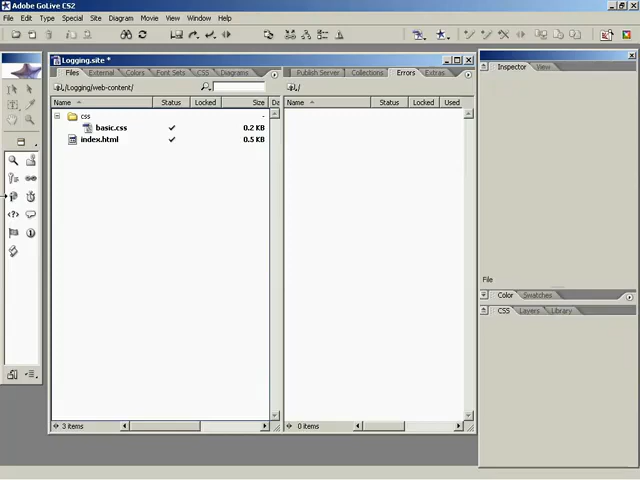 Adobe GoLive CS2
File Edit Type Special Site Diagram Movie View Window Help
Logging.site *
Files External Colors Font Sets CSS Diagrams
Publish Server Collections Errors Extras
Inspector View
/Logging/web-content/
/
Name Status Locked Size Da
Name Status Locked Used
css -
basic.css 0.2 KB
index.html 0.5 KB
File
Color Swatches
CSS Layers Library
3 items
0 items